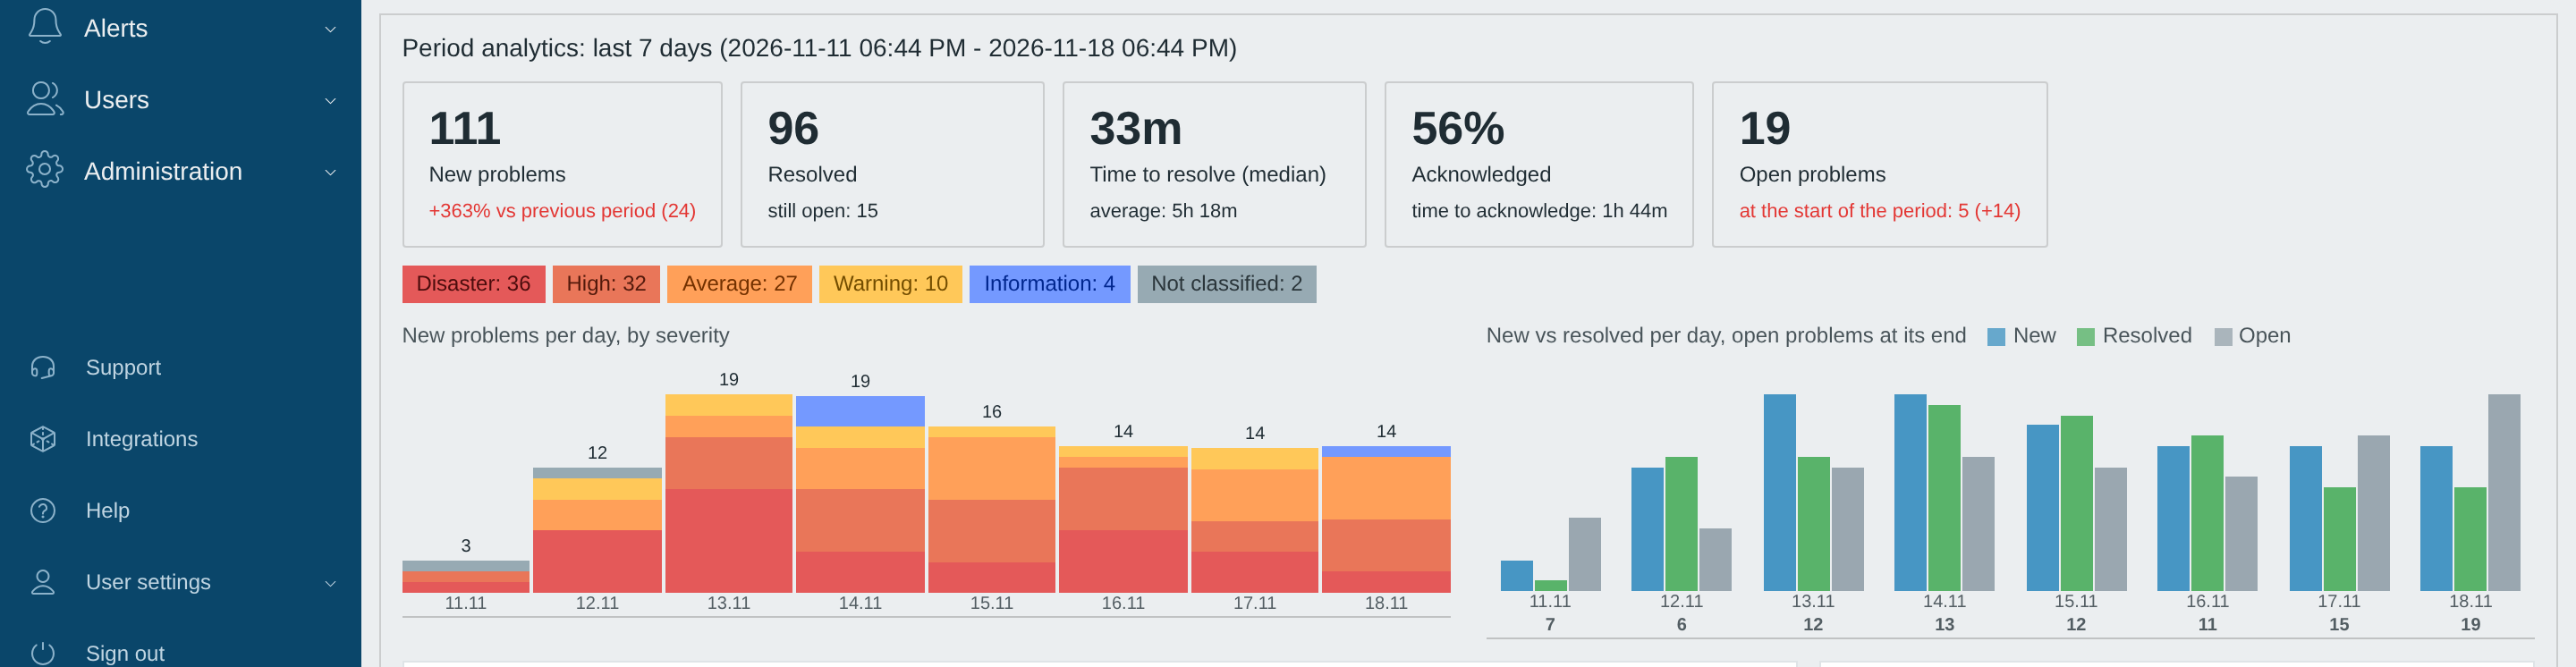 Alerts
Users
Administration
Support
Integrations
Help
User settings
Sign out
Period analytics: last 7 days (2026-11-11 06:44 PM - 2026-11-18 06:44 PM)
111
New problems
+363% vs previous period (24)
96
Resolved
still open: 15
33m
Time to resolve (median)
average: 5h 18m
56%
Acknowledged
time to acknowledge: 1h 44m
19
Open problems
at the start of the period: 5 (+14)
Disaster: 36 High: 32 Average: 27 Warning: 10 Information: 4 Not classified: 2
New problems per day, by severity
3 12 19 19 16 14 14 14
11.11 12.11 13.11 14.11 15.11 16.11 17.11 18.11
New vs resolved per day, open problems at its end New Resolved Open
11.11 12.11 13.11 14.11 15.11 16.11 17.11 18.11
7 6 12 13 12 11 15 19